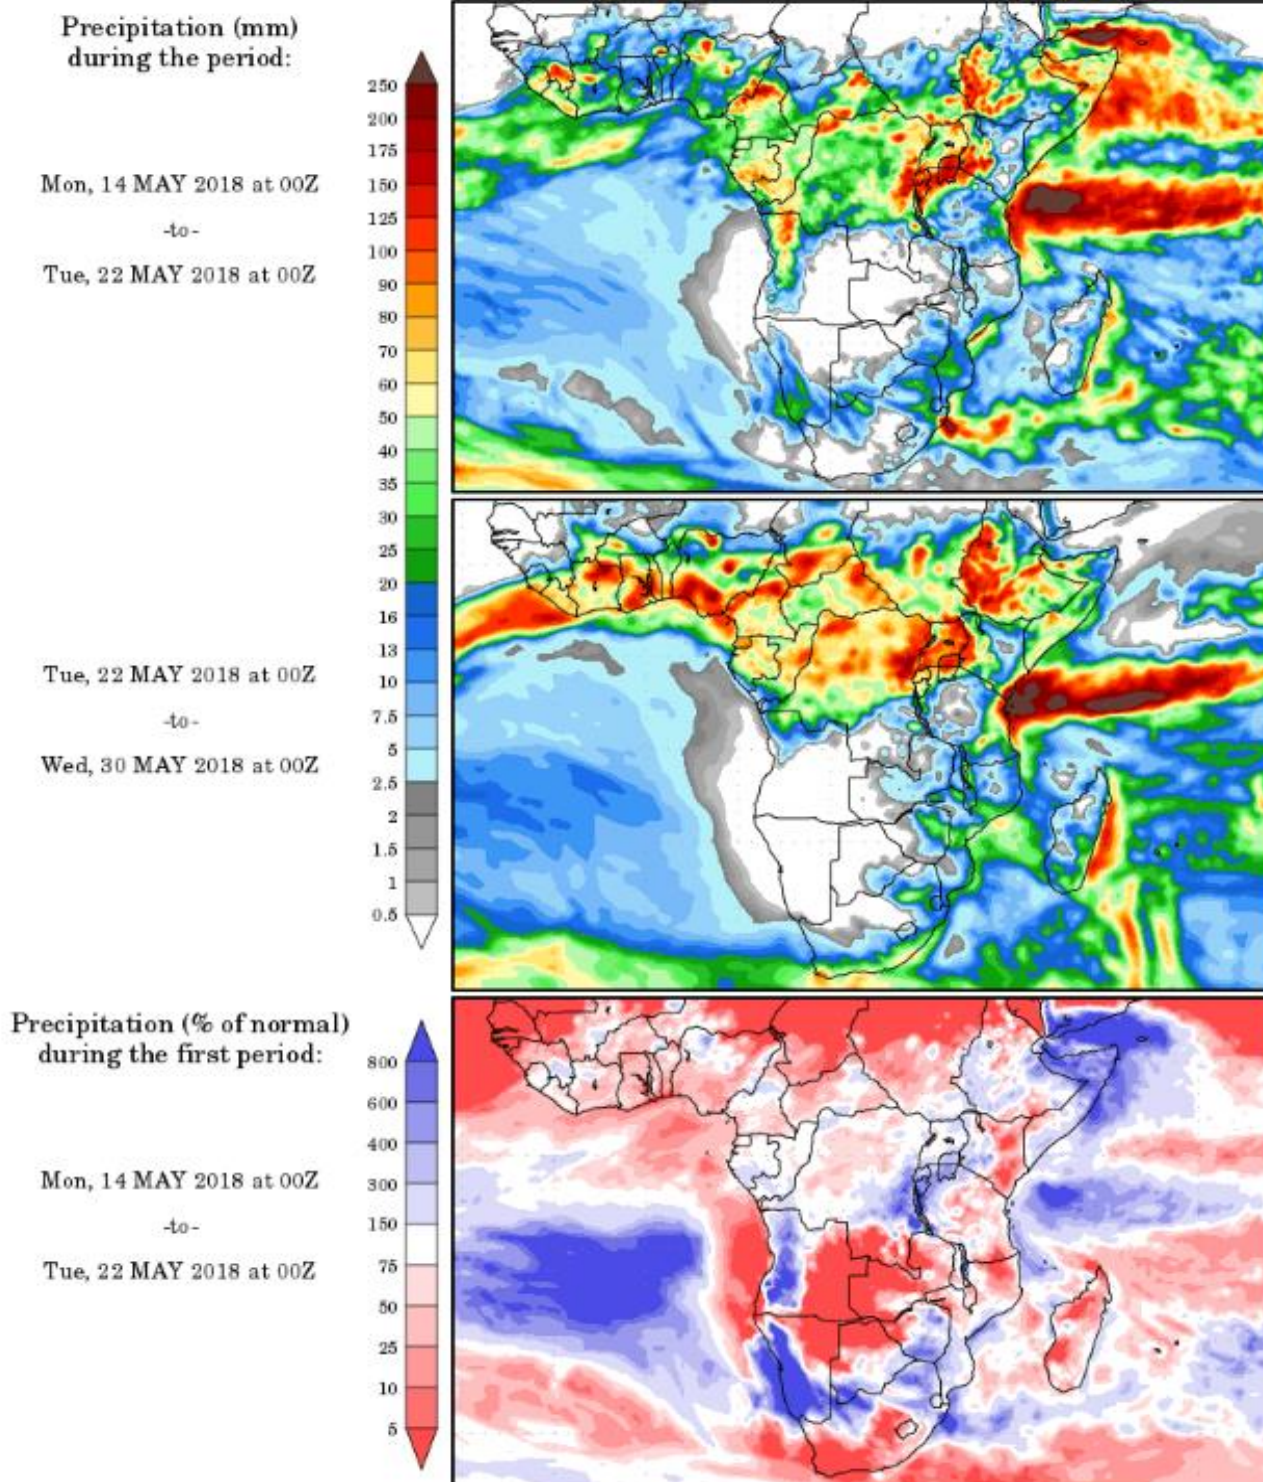 Precipitation (mm)
during the period:
Mon, 14 MAY 2018 at 00Z
-to-
Tue, 22 MAY 2018 at 00Z
Tue, 22 MAY 2018 at 00Z
-to-
Wed, 30 MAY 2018 at 00Z
250
200
175
150
125
100
90
80
70
60
50
40
35
30
25
20
16
13
10
7.5
5
2.5
2
1.5
1
0.5
Precipitation (% of normal)
during the first period:
Mon, 14 MAY 2018 at 00Z
-to-
Tue, 22 MAY 2018 at 00Z
800
600
400
300
150
75
50
25
10
5